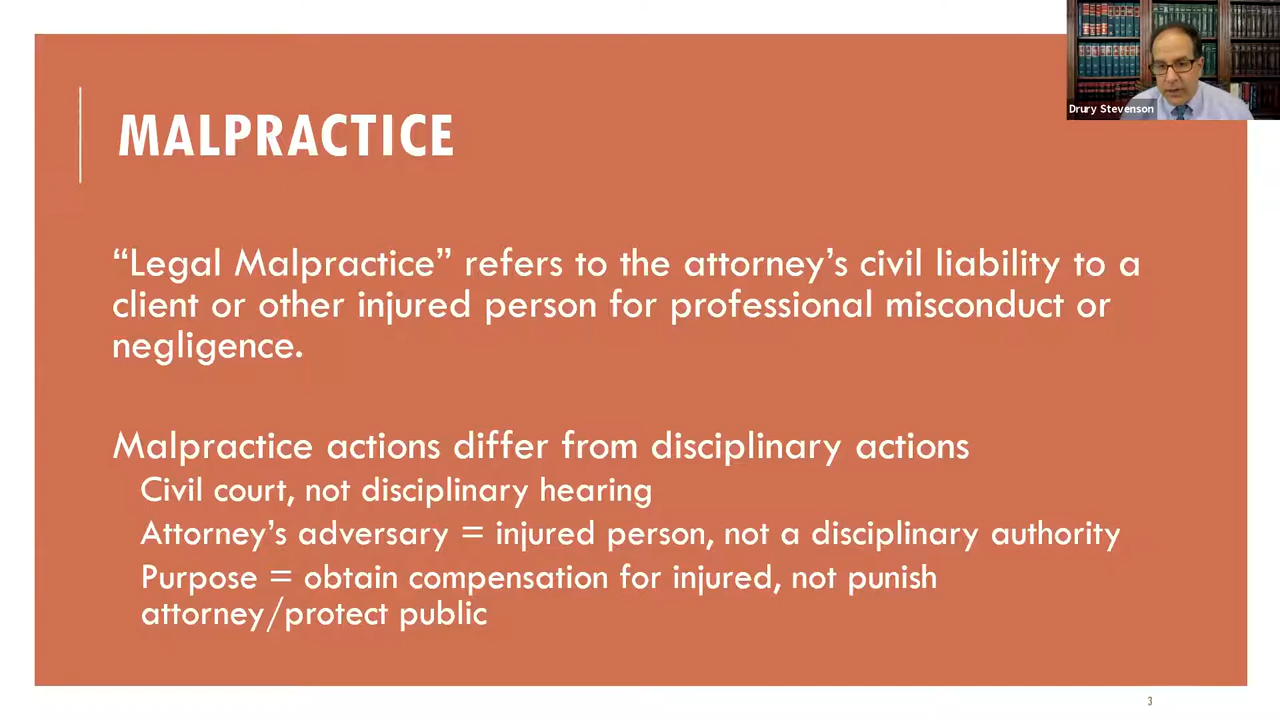 Drury Stevenson
MALPRACTICE
“Legal Malpractice” refers to the attorney’s civil liability to a
client or other injured person for professional misconduct or
negligence.
Malpractice actions differ from disciplinary actions
Civil court, not disciplinary hearing
Attorney’s adversary = injured person, not a disciplinary authority
Purpose = obtain compensation for injured, not punish
attorney/protect public
3